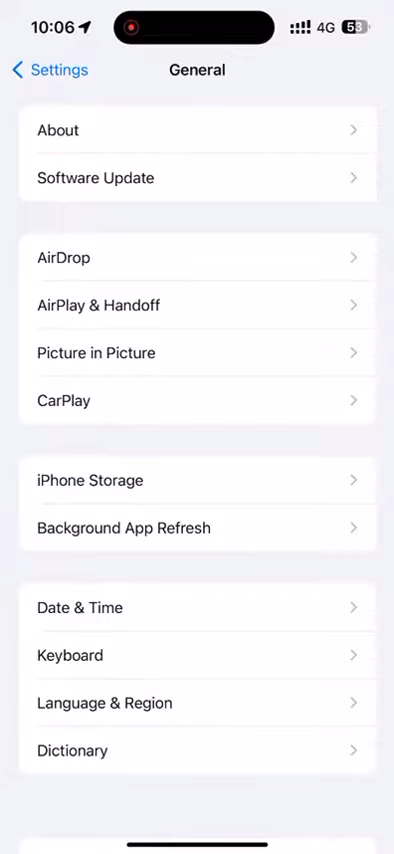 10:06 4G 53
Settings General
About
Software Update
AirDrop
AirPlay & Handoff
Picture in Picture
CarPlay
iPhone Storage
Background App Refresh
Date & Time
Keyboard
Language & Region
Dictionary